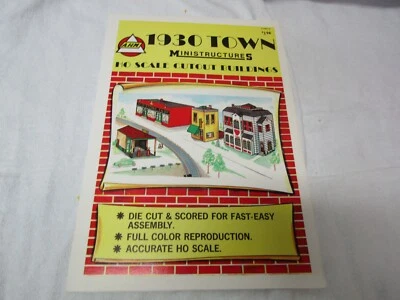 AHM
1930 TOWN
MINISTRUCTURES
HO SCALE CUTOUT BUILDINGS
* DIE CUT & SCORED FOR FAST-EASY
ASSEMBLY.
* FULL COLOR REPRODUCTION.
* ACCURATE HO SCALE.